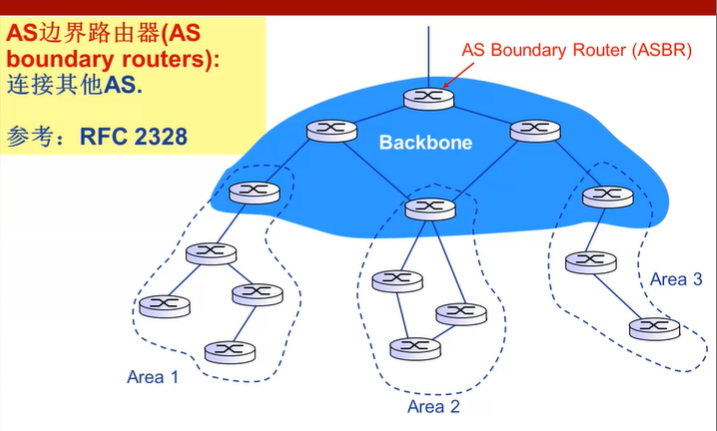 AS边界路由器(AS
boundary routers):
连接其他AS.
参考：RFC 2328
AS Boundary Router (ASBR)
Backbone
Area 3
Area 1
Area 2